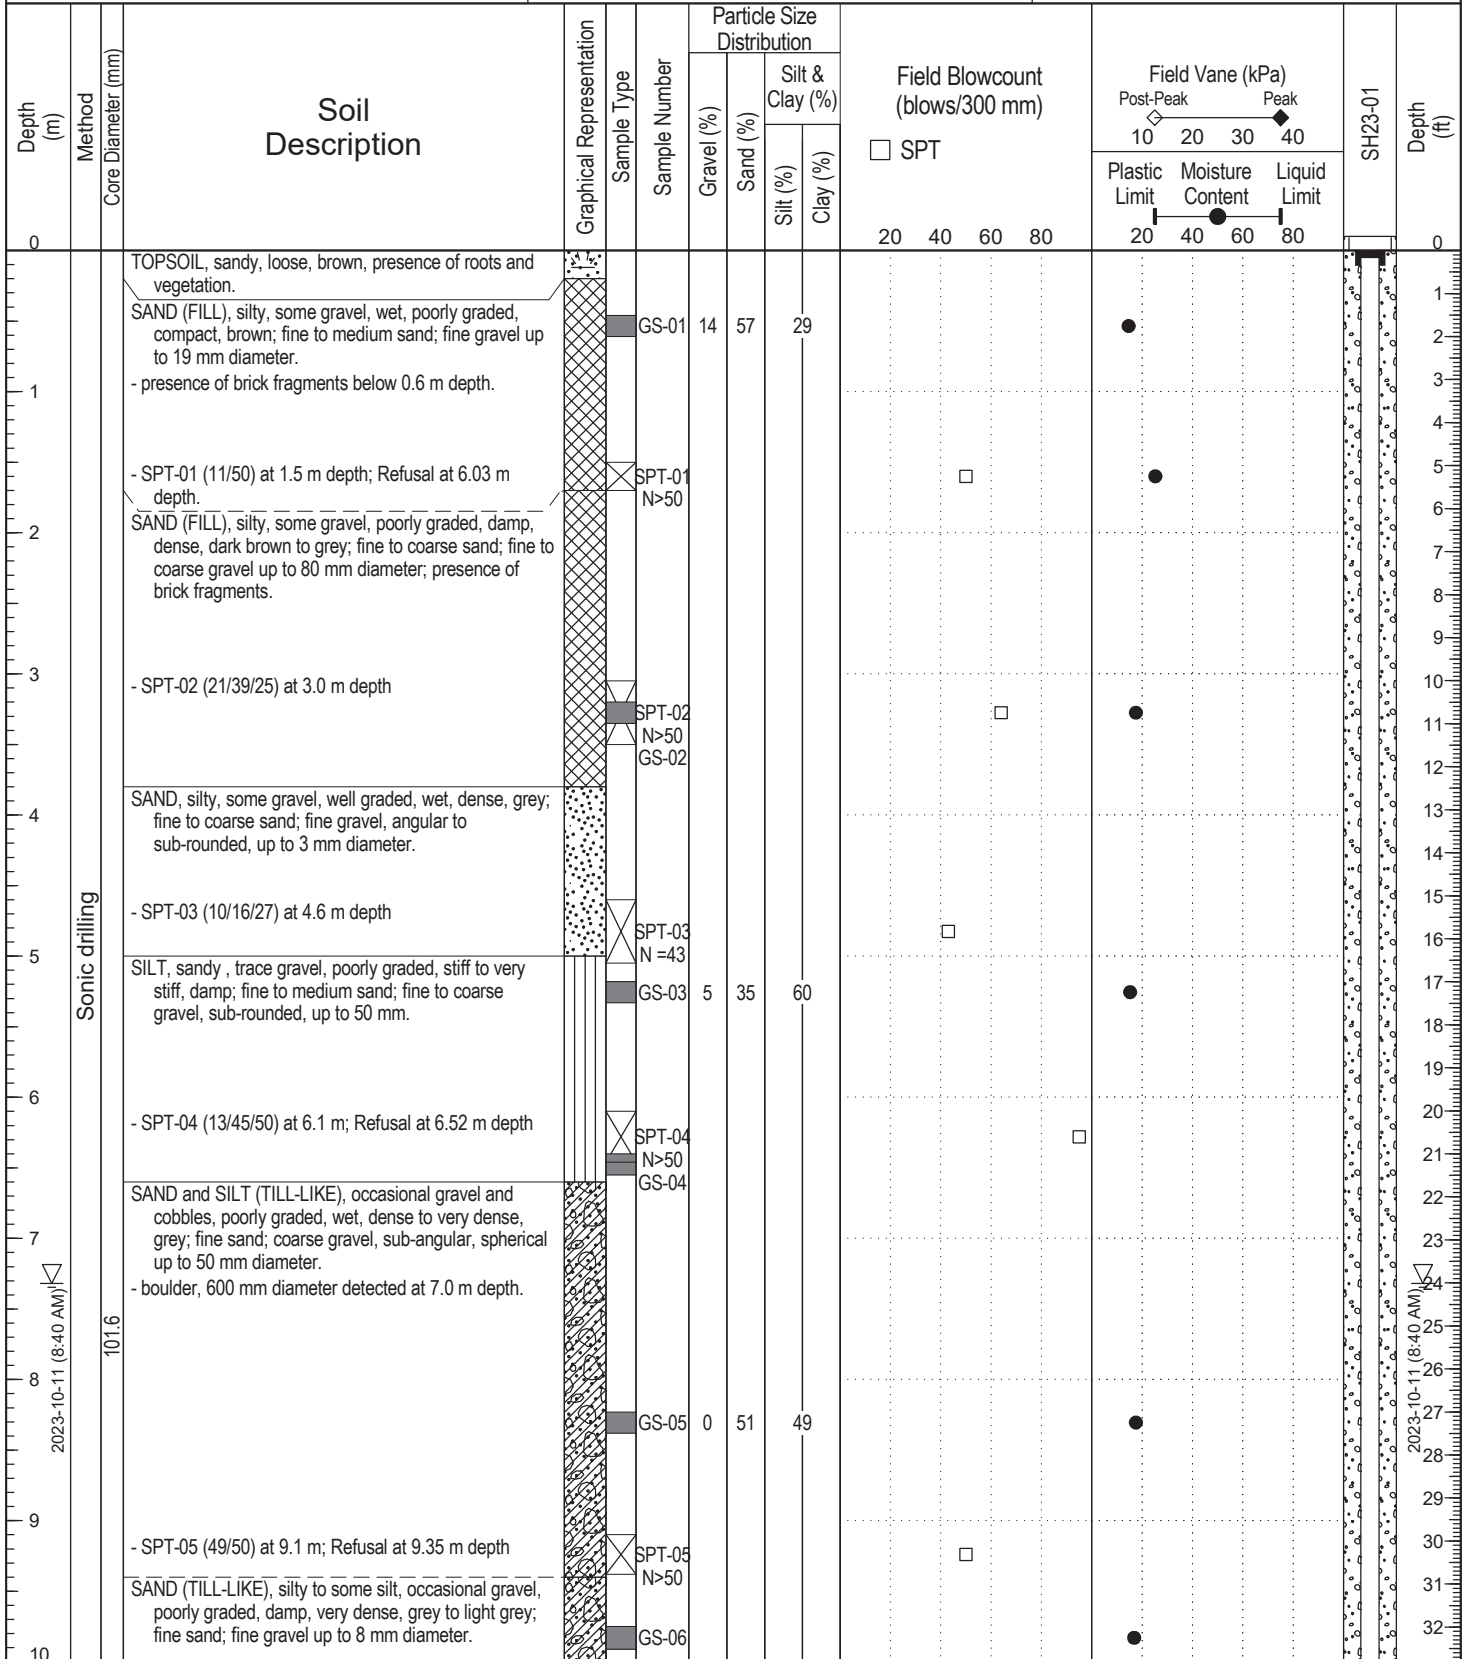 Depth
(m)
Method
Core Diameter (mm)
Soil
Description
Graphical Representation
Sample Type
Sample Number
Particle Size
Distribution
Gravel (%)
Sand (%)
Silt &
Clay (%)
Silt (%)
Clay (%)
Field Blowcount
(blows/300 mm)
SPT
20 40 60 80
Field Vane (kPa)
Post-Peak Peak
10 20 30 40
Plastic Moisture Liquid
Limit Content Limit
20 40 60 80
SH23-01
Depth
(ft)
0
0
TOPSOIL, sandy, loose, brown, presence of roots and
vegetation.
1
SAND (FILL), silty, some gravel, wet, poorly graded,
compact, brown; fine to medium sand; fine gravel up
to 19 mm diameter.
GS-01 14 57 29
2
- presence of brick fragments below 0.6 m depth.
3
1
4
- SPT-01 (11/50) at 1.5 m depth; Refusal at 6.03 m
depth.
SPT-01
N>50
5
6
SAND (FILL), silty, some gravel, poorly graded, damp,
dense, dark brown to grey; fine to coarse sand; fine to
coarse gravel up to 80 mm diameter; presence of
brick fragments.
2
7
8
9
3
- SPT-02 (21/39/25) at 3.0 m depth
10
SPT-02
N>50
GS-02
11
12
SAND, silty, some gravel, well graded, wet, dense, grey;
fine to coarse sand; fine gravel, angular to
sub-rounded, up to 3 mm diameter.
4
13
14
15
- SPT-03 (10/16/27) at 4.6 m depth
SPT-03
N =43
16
Sonic drilling
5
SILT, sandy , trace gravel, poorly graded, stiff to very
stiff, damp; fine to medium sand; fine to coarse
gravel, sub-rounded, up to 50 mm.
GS-03 5 35 60
17
18
19
6
20
- SPT-04 (13/45/50) at 6.1 m; Refusal at 6.52 m depth
SPT-04
N>50
GS-04
21
22
SAND and SILT (TILL-LIKE), occasional gravel and
cobbles, poorly graded, wet, dense to very dense,
grey; fine sand; coarse gravel, sub-angular, spherical
up to 50 mm diameter.
7
23
- boulder, 600 mm diameter detected at 7.0 m depth.
24
2023-10-11 (8:40 AM)
2023-10-11 (8:40 AM)
101.6
25
26
8
27
GS-05 0 51 49
28
29
9
30
- SPT-05 (49/50) at 9.1 m; Refusal at 9.35 m depth
SPT-05
N>50
31
SAND (TILL-LIKE), silty to some silt, occasional gravel,
poorly graded, damp, very dense, grey to light grey;
fine sand; fine gravel up to 8 mm diameter.
GS-06
32
10